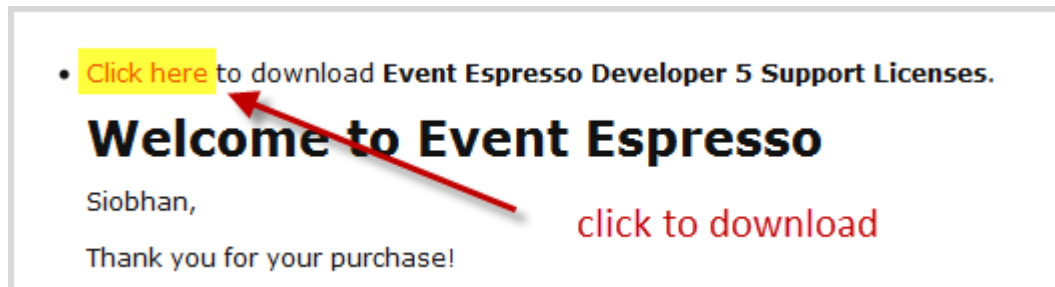 • Click here to download Event Espresso Developer 5 Support Licenses.
Welcome to Event Espresso
Siobhan,
click to download
Thank you for your purchase!